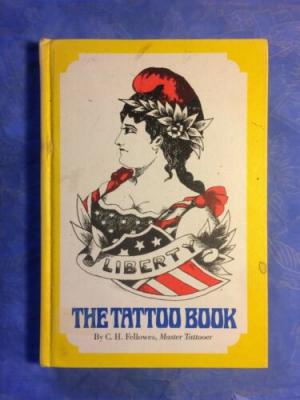 LIBERTY
THE TATTOO BOOK
By C. H. Fellowes, Master Tattooer